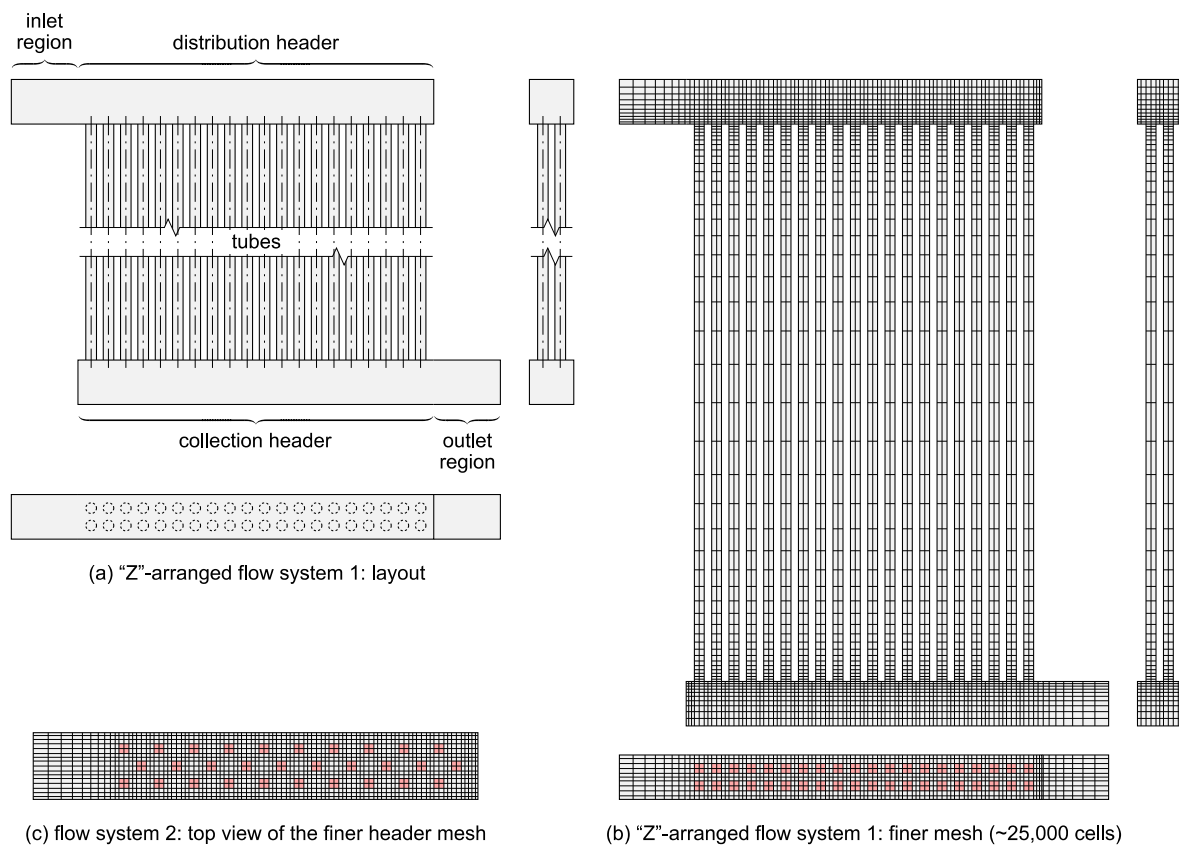 inlet
region
distribution header
tubes
collection header
outlet
region
(a) “Z”-arranged flow system 1: layout
(c) flow system 2: top view of the finer header mesh
(b) “Z”-arranged flow system 1: finer mesh (~25,000 cells)